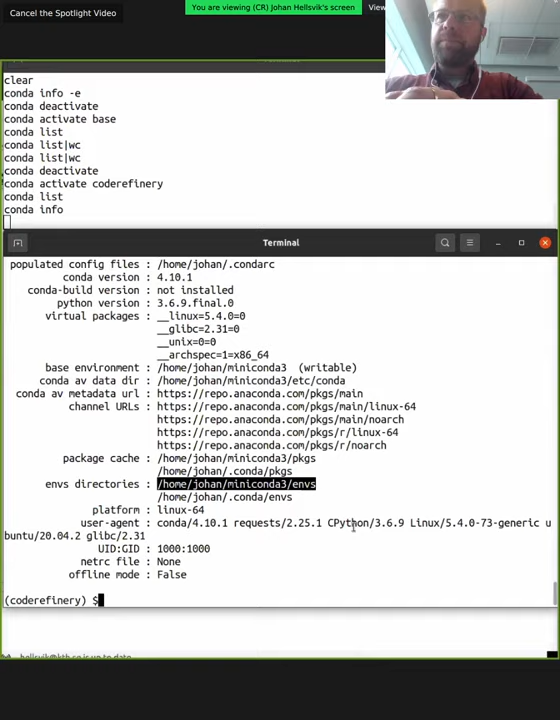 Cancel the Spotlight Video
You are viewing (CR) Johan Hellsvik's screen
View
clear
conda info -e
conda deactivate
conda activate base
conda list
conda list|wc
conda list|wc
conda deactivate
conda activate coderefinery
conda list
conda info
Terminal
populated config files : /home/johan/.condarc
conda version : 4.10.1
conda-build version : not installed
python version : 3.6.9.final.0
virtual packages : __linux=5.4.0=0
__glibc=2.31=0
__unix=0=0
__archspec=1=x86_64
base environment : /home/johan/miniconda3  (writable)
conda av data dir : /home/johan/miniconda3/etc/conda
conda av metadata url : https://repo.anaconda.com/pkgs/main
channel URLs : https://repo.anaconda.com/pkgs/main/linux-64
https://repo.anaconda.com/pkgs/main/noarch
https://repo.anaconda.com/pkgs/r/linux-64
https://repo.anaconda.com/pkgs/r/noarch
package cache : /home/johan/miniconda3/pkgs
/home/johan/.conda/pkgs
envs directories : /home/johan/miniconda3/envs
/home/johan/.conda/envs
platform : linux-64
user-agent : conda/4.10.1 requests/2.25.1 CPython/3.6.9 Linux/5.4.0-73-generic u
buntu/20.04.2 glibc/2.31
UID:GID : 1000:1000
netrc file : None
offline mode : False
(coderefinery) $
hellsvik@kth.se is up to date